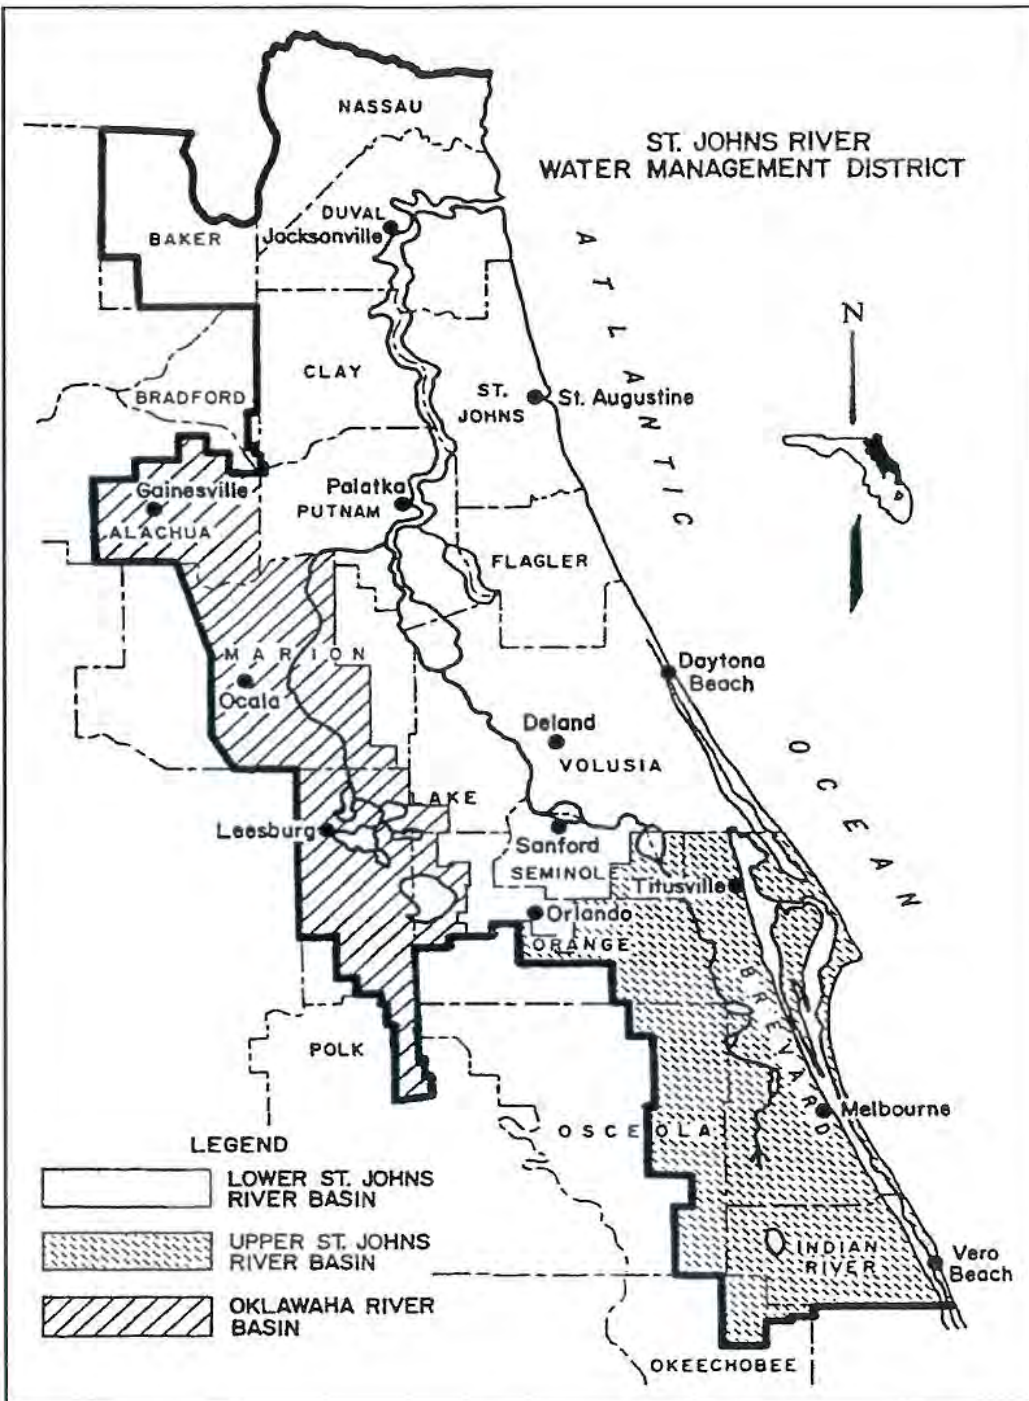 ST. JOHNS RIVER
WATER MANAGEMENT DISTRICT
NASSAU
DUVAL
Jacksonville
BAKER
ATLANTIC
OCEAN
N
CLAY
BRADFORD
ST.
JOHNS
St. Augustine
Gainesville
ALACHUA
Palatka
PUTNAM
FLAGLER
MARION
Ocala
Daytona
Beach
Deland
VOLUSIA
LAKE
Leesburg
Sanford
SEMINOLE
Titusville
Orlando
ORANGE
BREVARD
POLK
OSCEOLA
Melbourne
INDIAN
RIVER
Vero
Beach
OKEECHOBEE
LEGEND
LOWER ST. JOHNS
RIVER BASIN
UPPER ST. JOHNS
RIVER BASIN
OKLAWAHA RIVER
BASIN